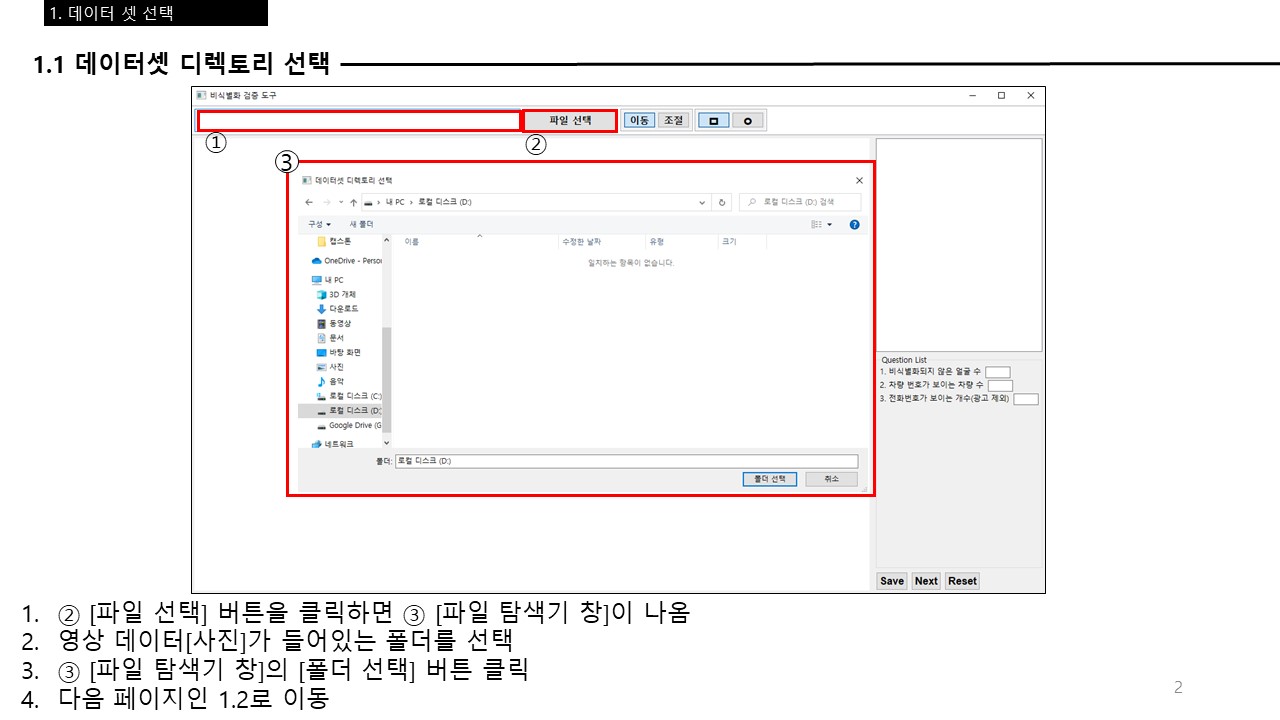 1. 데이터 셋 선택
1.1 데이터셋 디렉토리 선택
비식별화 검증 도구
파일 선택
이동 조절
①
②
③
데이터셋 디렉토리 선택
내 PC › 로컬 디스크 (D:)
로컬 디스크 (D:) 검색
구성 새 폴더
이름 수정한 날짜 유형 크기
일치하는 항목이 없습니다.
캡스톤
OneDrive - Person
내 PC
3D 개체
다운로드
동영상
문서
바탕 화면
사진
음악
로컬 디스크 (C:)
로컬 디스크 (D:)
Google Drive (G
네트워크
폴더: 로컬 디스크 (D:)
폴더 선택 취소
Question List
1. 비식별화되지 않은 얼굴 수
2. 차량 번호가 보이는 차량 수
3. 전화번호가 보이는 개수(광고 제외)
Save Next Reset
1. ② [파일 선택] 버튼을 클릭하면 ③ [파일 탐색기 창]이 나옴
2. 영상 데이터[사진]가 들어있는 폴더를 선택
3. ③ [파일 탐색기 창]의 [폴더 선택] 버튼 클릭
4. 다음 페이지인 1.2로 이동
2